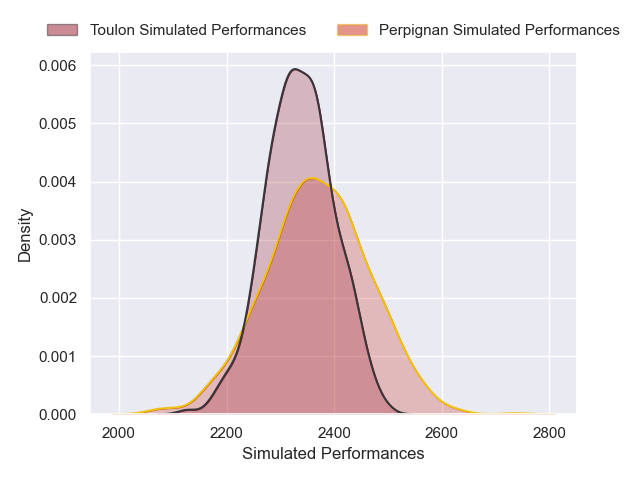 Toulon Simulated Performances Perpignan Simulated Performances
0.006
0.005
0.004
0.003
0.002
0.001
0.000
Density
2000 2200 2400 2600 2800
Simulated Performances